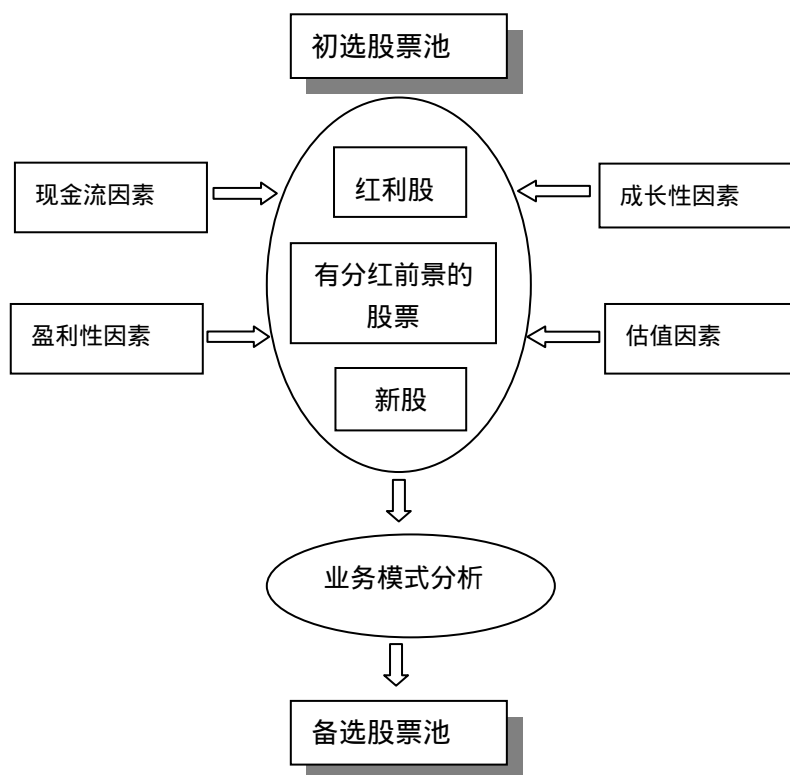 初选股票池
红利股
现金流因素
成长性因素
有分红前景的
股票
盈利性因素
估值因素
新股
业务模式分析
备选股票池